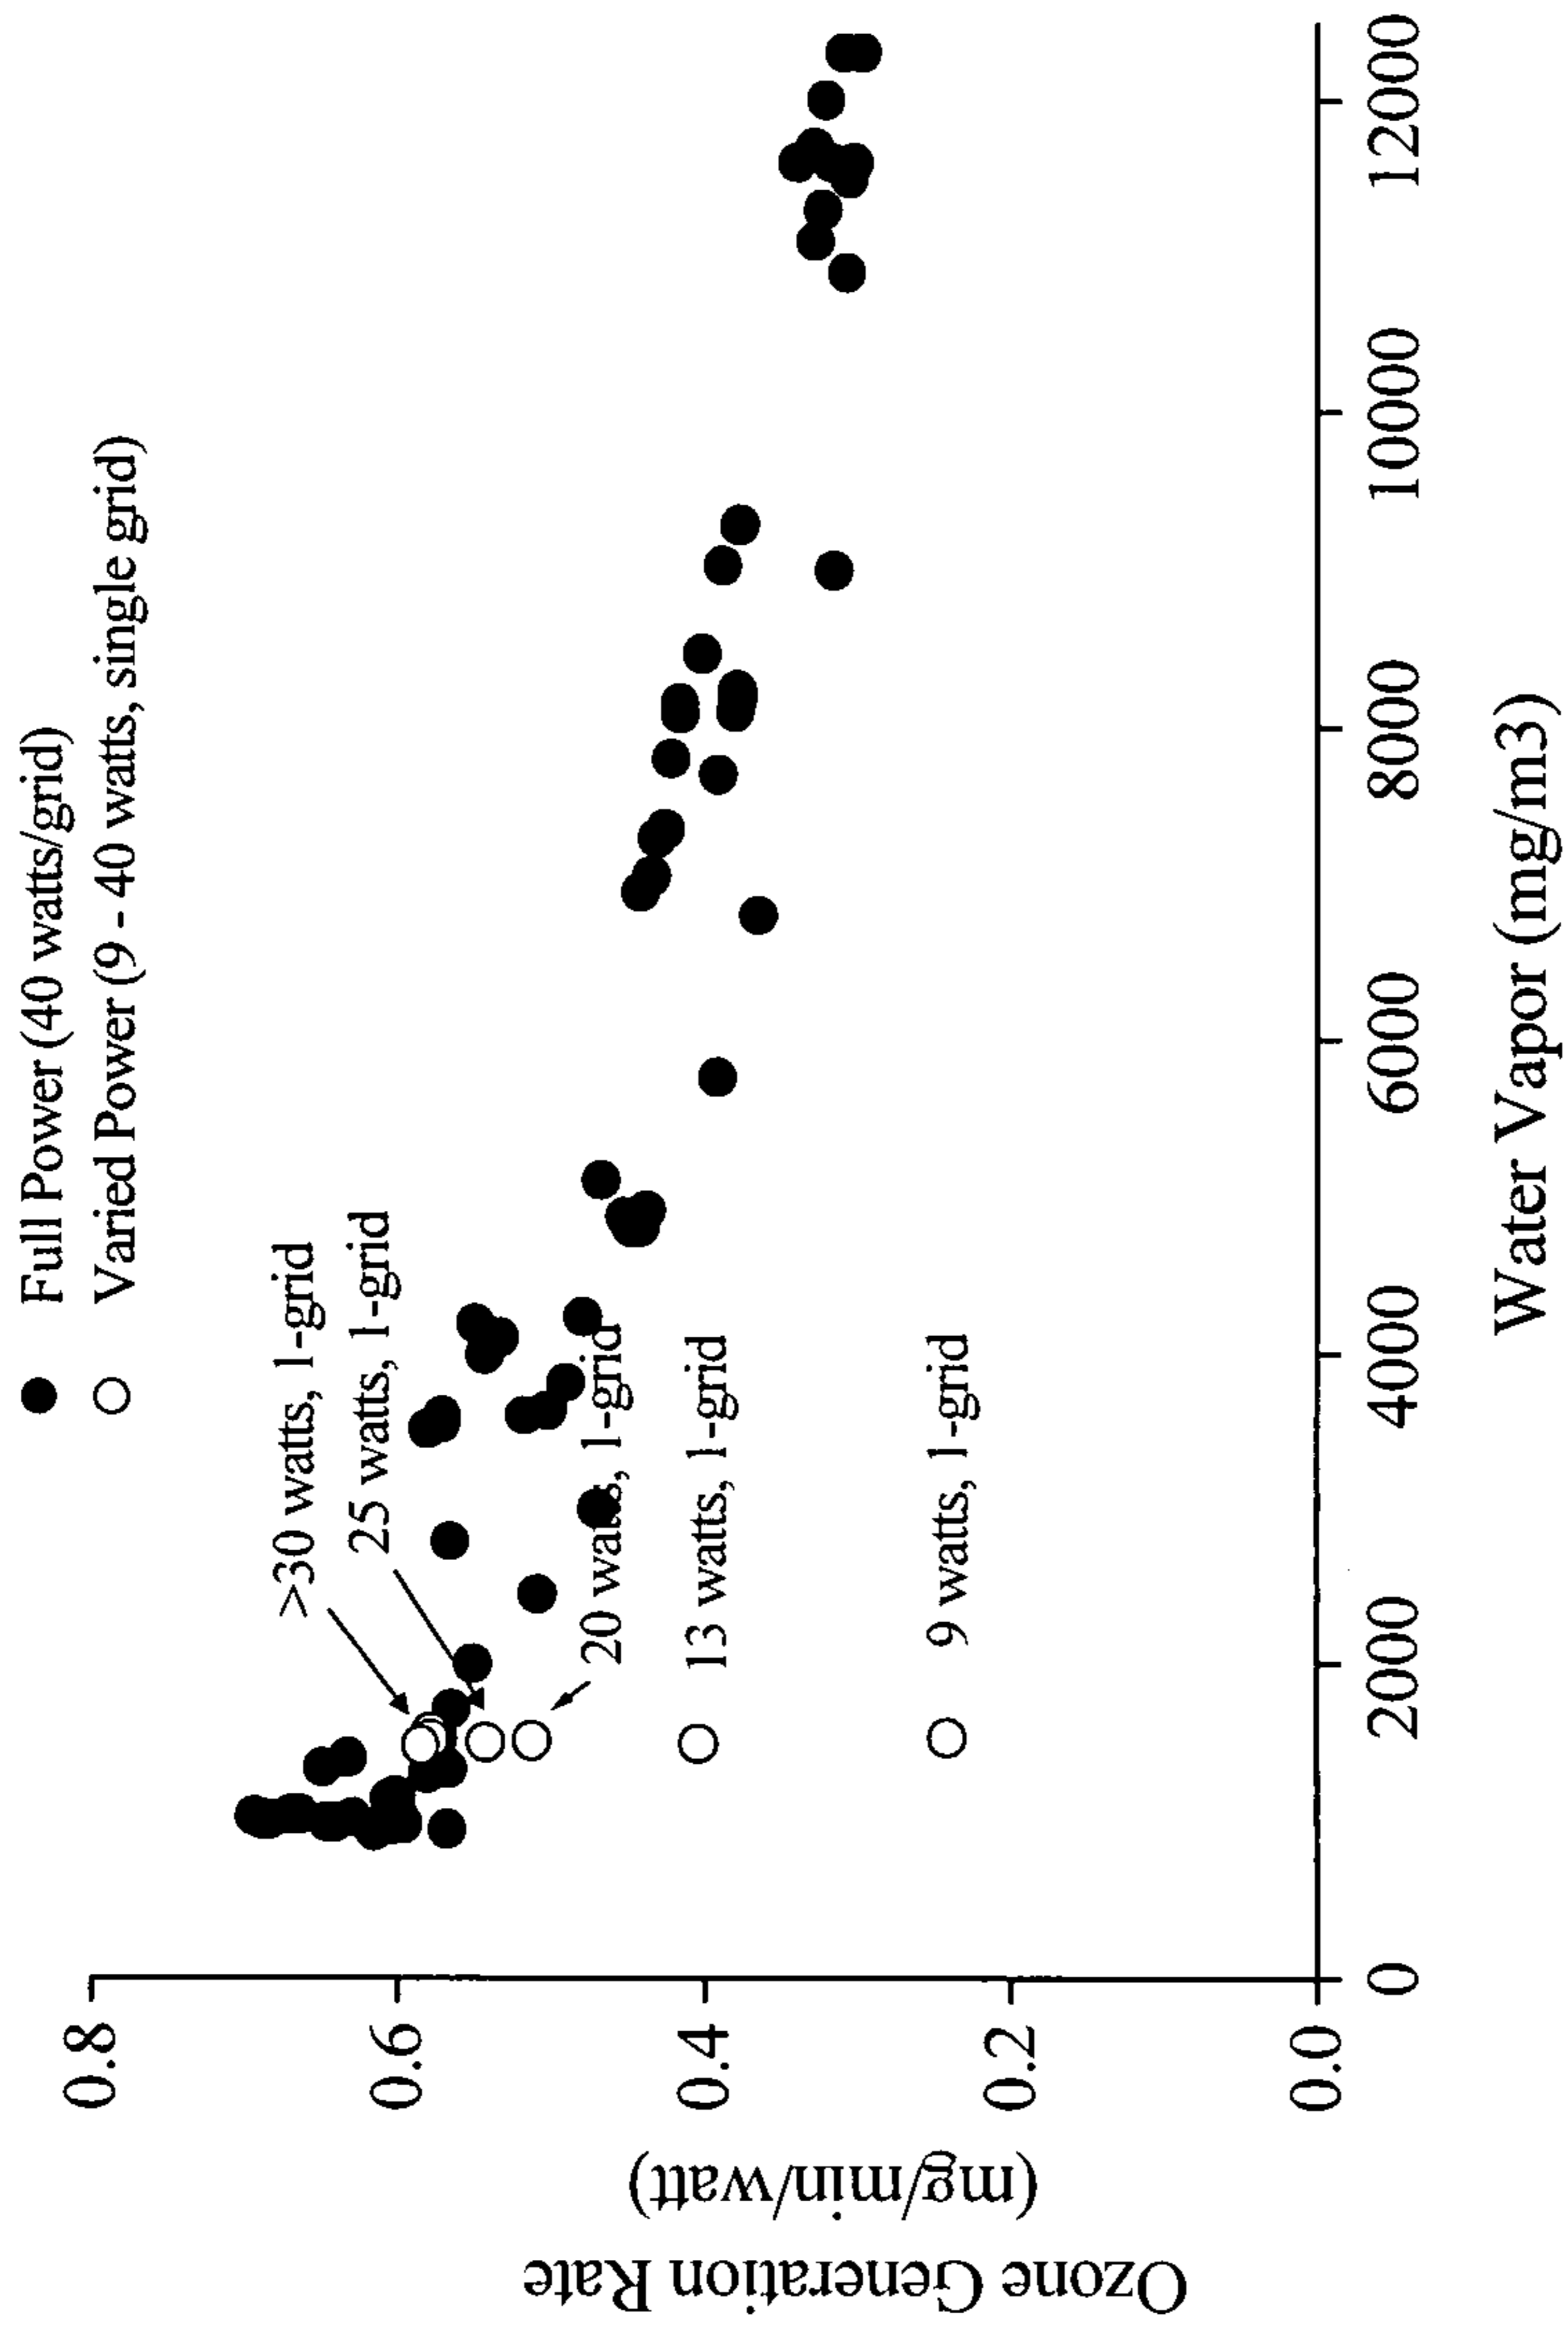 Full Power (40 watts/grid)
Varied Power (9 - 40 watts, single grid)
>30 watts, 1-grid
25 watts, 1-grid
20 watts, 1-grid
13 watts, 1-grid
9 watts, 1-grid
Ozone Generation Rate
(mg/min/watt)
0.8
0.6
0.4
0.2
0.0
0
2000
4000
6000
8000
10000
12000
Water Vapor (mg/m3)